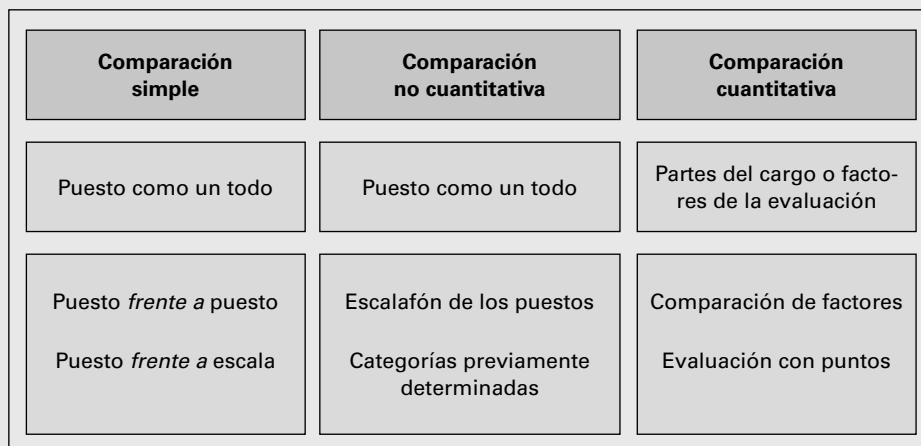 Comparación
simple
Comparación
no cuantitativa
Comparación
cuantitativa
Puesto como un todo
Puesto como un todo
Partes del cargo o facto-
res de la evaluación
Puesto frente a puesto
Puesto frente a escala
Escalafón de los puestos
Categorías previamente
determinadas
Comparación de factores
Evaluación con puntos